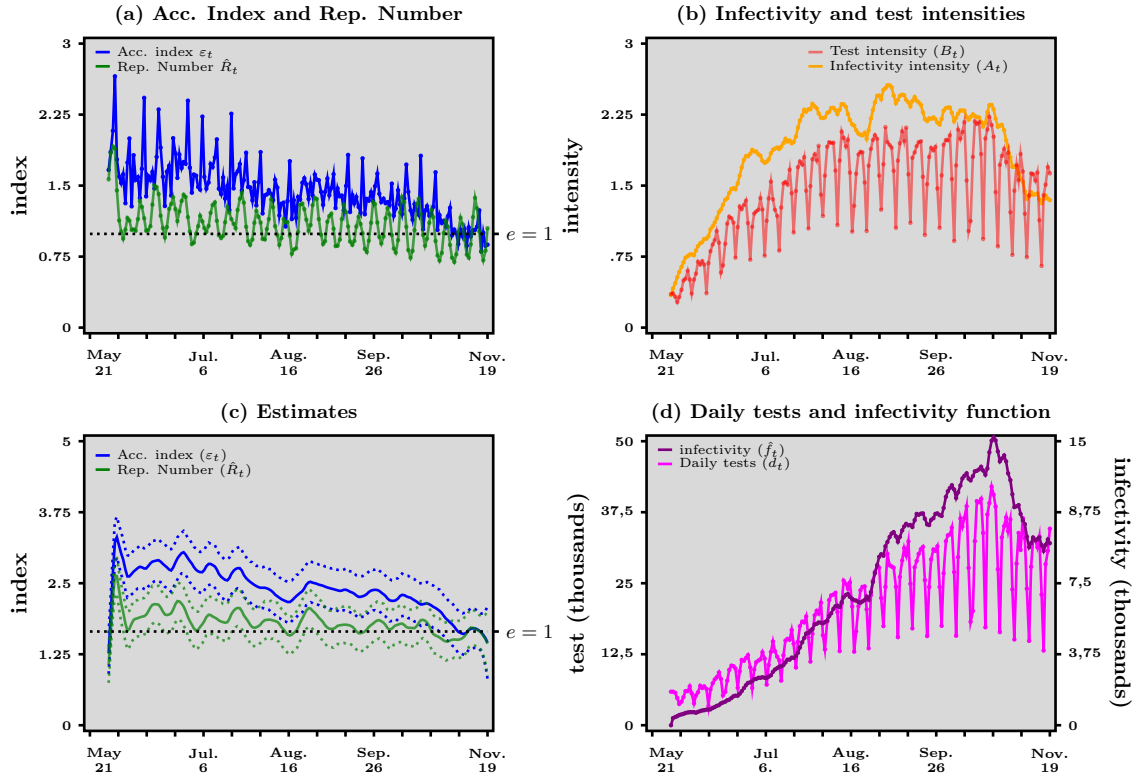 (a) Acc. Index and Rep. Number
3
2.25
1.5
0.75
0
index
Acc. index εt
Rep. Number R̂t
e = 1
May 21
Jul. 6
Aug. 16
Sep. 26
Nov. 19
(b) Infectivity and test intensities
3
2.25
1.5
.75
0
intensity
Test intensity (Bt)
Infectivity intensity (At)
May 21
Jul. 6
Aug. 16
Sep. 26
Nov. 19
(c) Estimates
5
3.75
2.5
1.25
0
index
Acc. index (εt)
Rep. Number (R̂t)
e = 1
May 21
Jul. 6
Aug. 16
Sep. 26
Nov. 19
(d) Daily tests and infectivity function
50
37,5
25
12,5
0
test (thousands)
infectivity (f̂t)
Daily tests (dt)
15
8,75
7,5
3,75
0
infectivity (thousands)
May 21
Jul 6.
Aug. 16
Sep. 26
Nov. 19